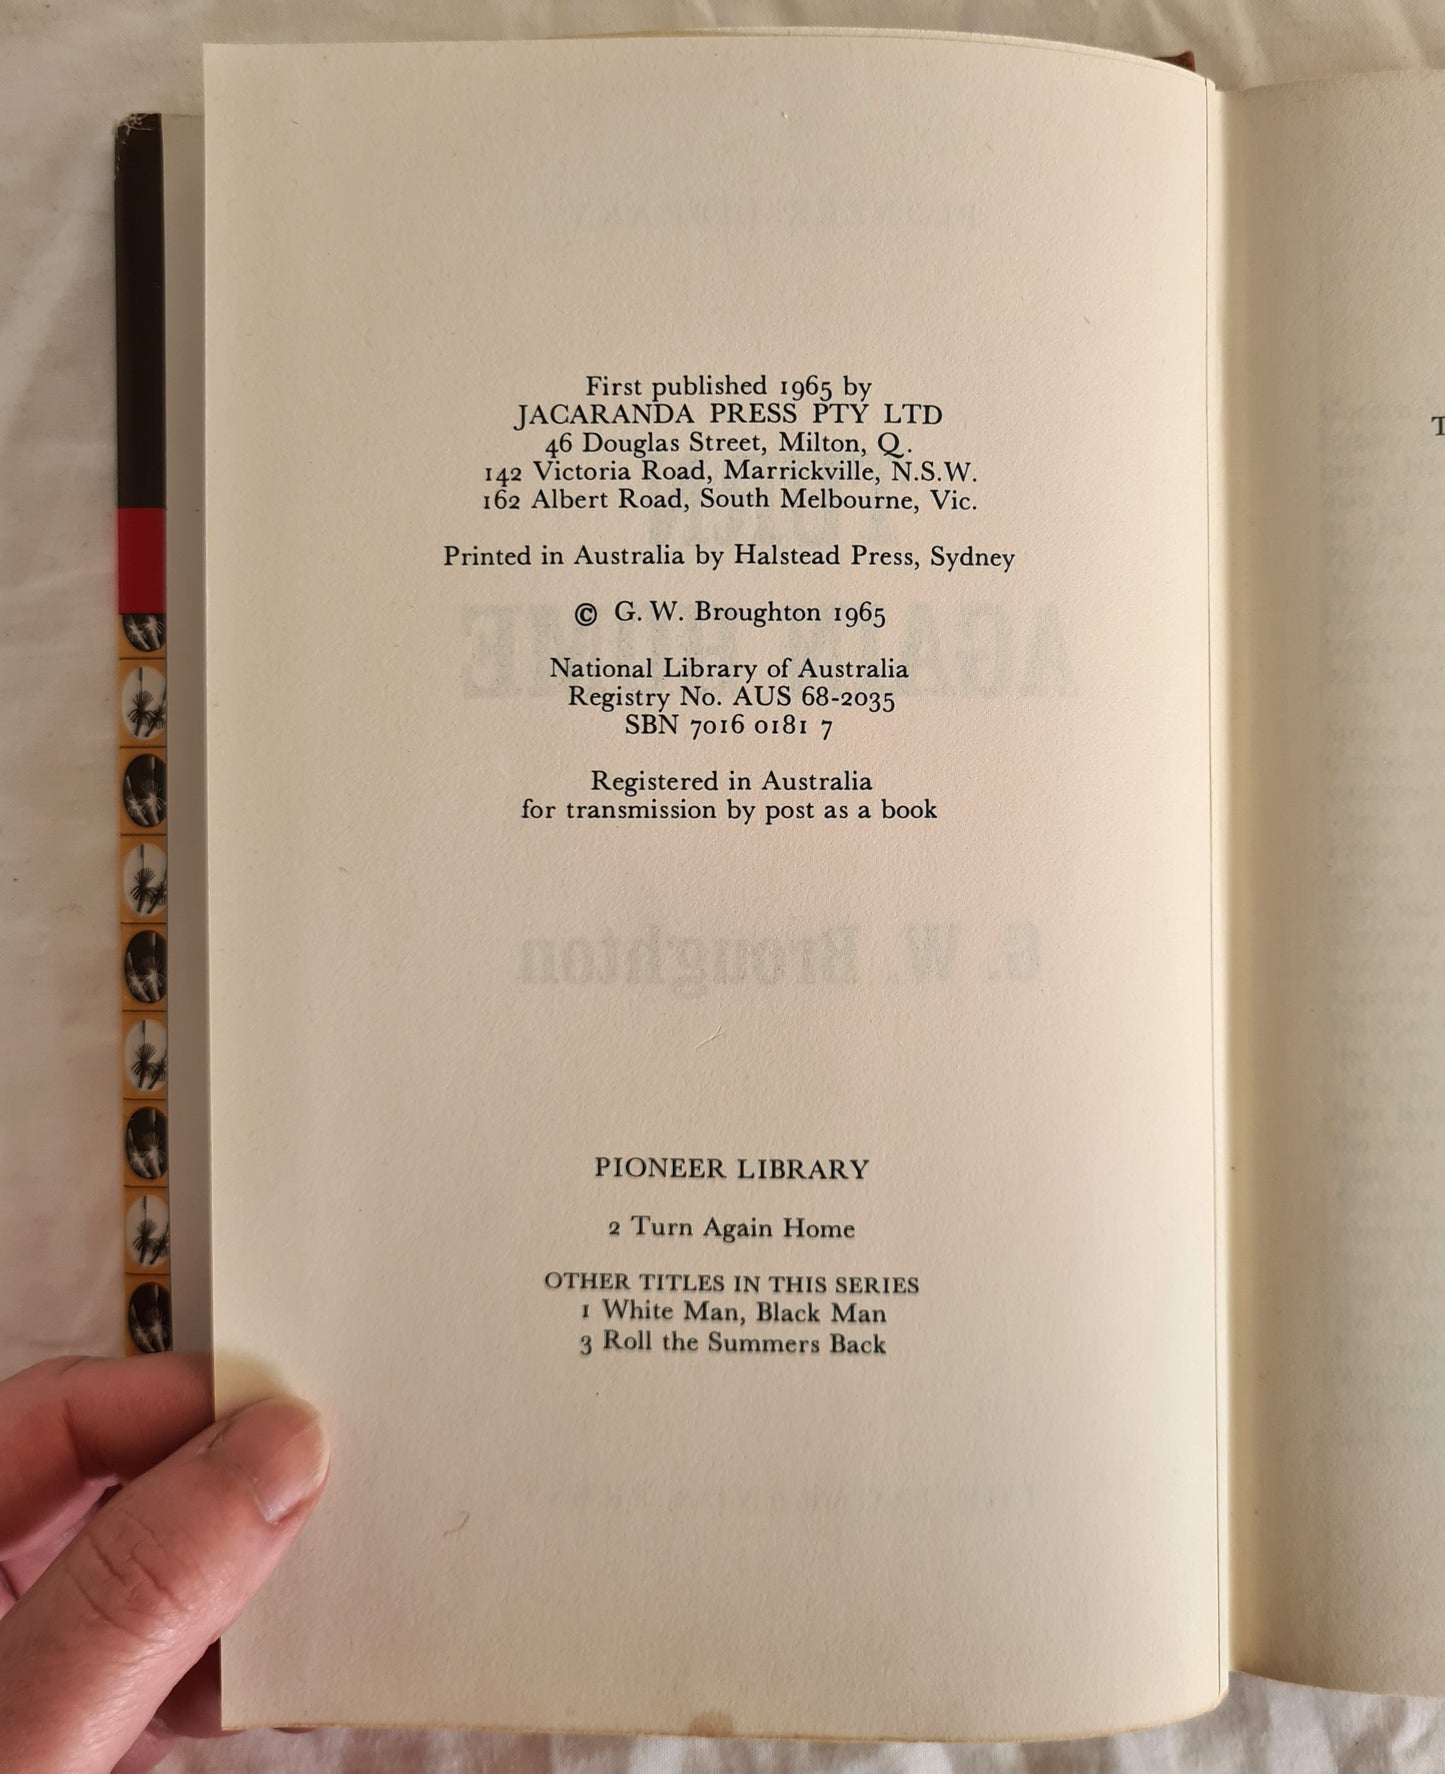 First published 1965 by
JACARANDA PRESS PTY LTD
46 Douglas Street, Milton, Q.
142 Victoria Road, Marrickville, N.S.W.
162 Albert Road, South Melbourne, Vic.
Printed in Australia by Halstead Press, Sydney
© G. W. Broughton 1965
National Library of Australia
Registry No. AUS 68-2035
SBN 7016 0181 7
Registered in Australia
for transmission by post as a book
PIONEER LIBRARY
2 Turn Again Home
OTHER TITLES IN THIS SERIES
1 White Man, Black Man
3 Roll the Summers Back